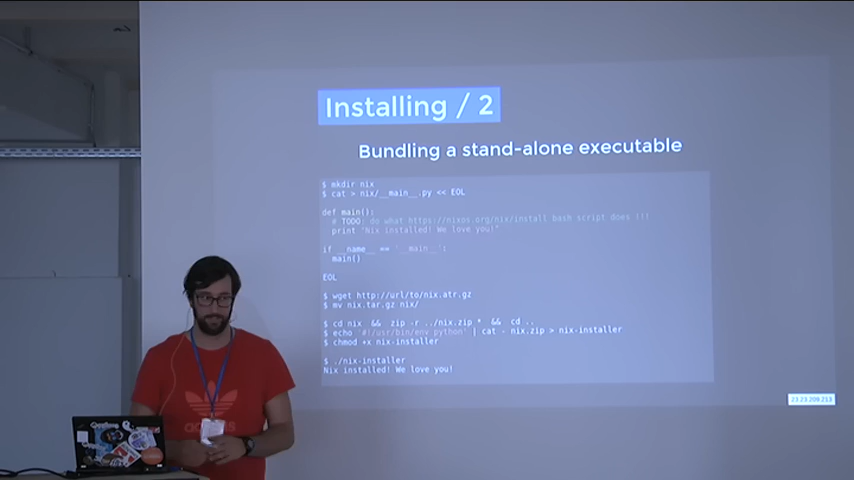 Installing / 2
Bundling a stand-alone executable
$ mkdir nix
$ cat > nix/__main__.py << EOL
def main():
# TODO: do what https://nixos.org/nix/install bash script does !!!
print "Nix installed! We love you!"
if __name__ == '__main__':
main()
EOL
$ wget http://url/to/nix.atr.gz
$ mv nix.tar.gz nix/
$ cd nix && zip -r ../nix.zip * && cd ..
$ echo '#!/usr/bin/env python' | cat - nix.zip > nix-installer
$ chmod +x nix-installer
$ ./nix-installer
Nix installed! We love you!
23.23.209.213